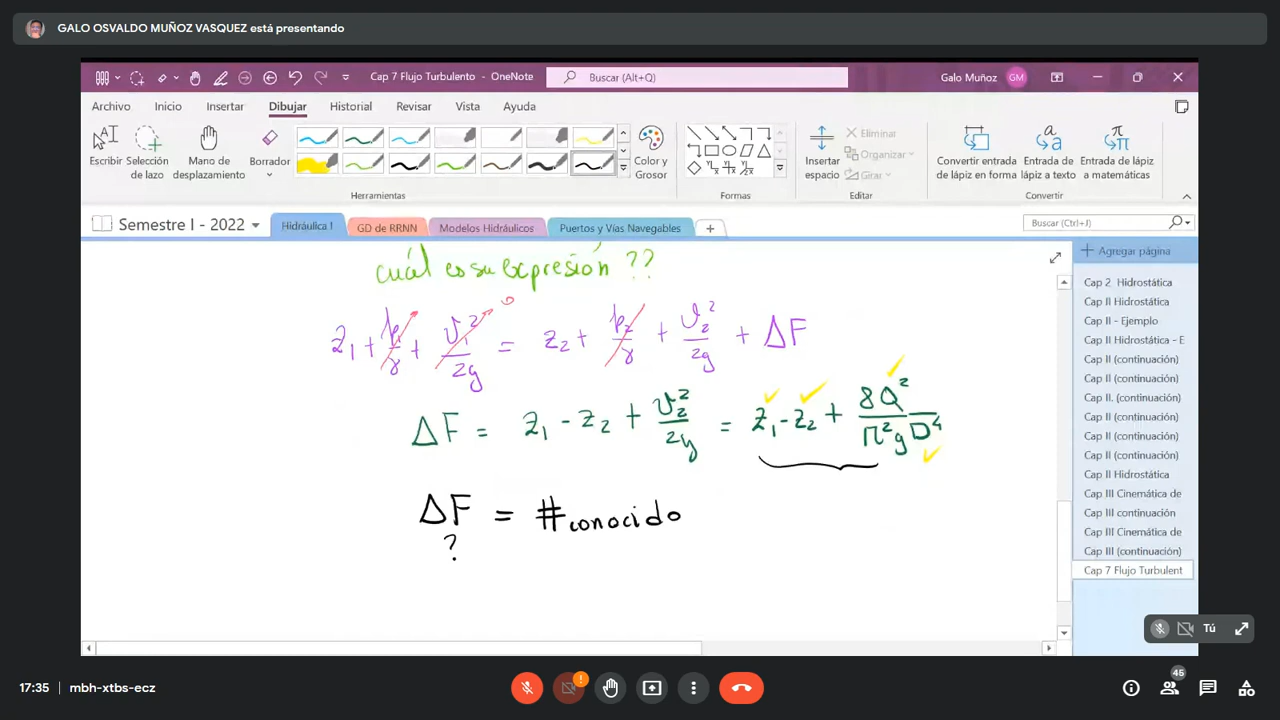 GALO OSVALDO MUÑOZ VASQUEZ está presentando
Cap 7 Flujo Turbulento - OneNote
Buscar (Alt+Q)
Galo Muñoz GM
Archivo Inicio Insertar Dibujar Historial Revisar Vista Ayuda
Escribir
Selección de lazo
Mano de desplazamiento
Borrador
Color y Grosor
Insertar espacio
Eliminar
Organizar
Girar
Convertir entrada de lápiz en forma
Entrada de lápiz a texto
Entrada de lápiz a matemáticas
Herramientas Formas Editar Convertir
Semestre I - 2022
Hidráulica I
GD de RRNN
Modelos Hidráulicos
Puertos y Vías Navegables
Buscar (Ctrl+J)
cuál es su expresión ??
z₁ + p₁/γ + v₁²/2g = z₂ + p₂/γ + v₂²/2g + ΔF
0
ΔF = z₁ - z₂ + v₂²/2g = z₁ - z₂ + 8Q²/π²gD⁴
ΔF = #conocido
?
Agregar página
Cap 2 Hidrostática
Cap II Hidrostática
Cap II - Ejemplo
Cap II Hidrostática - E
Cap II (continuación)
Cap II (continuación)
Cap II. (continuación)
Cap II (continuación)
Cap II (continuación)
Cap II (continuación)
Cap II Hidrostática
Cap III Cinemática de
Cap III continuación
Cap III Cinemática de
Cap III (continuación)
Cap 7 Flujo Turbulent
Tú
17:35 mbh-xtbs-ecz
45